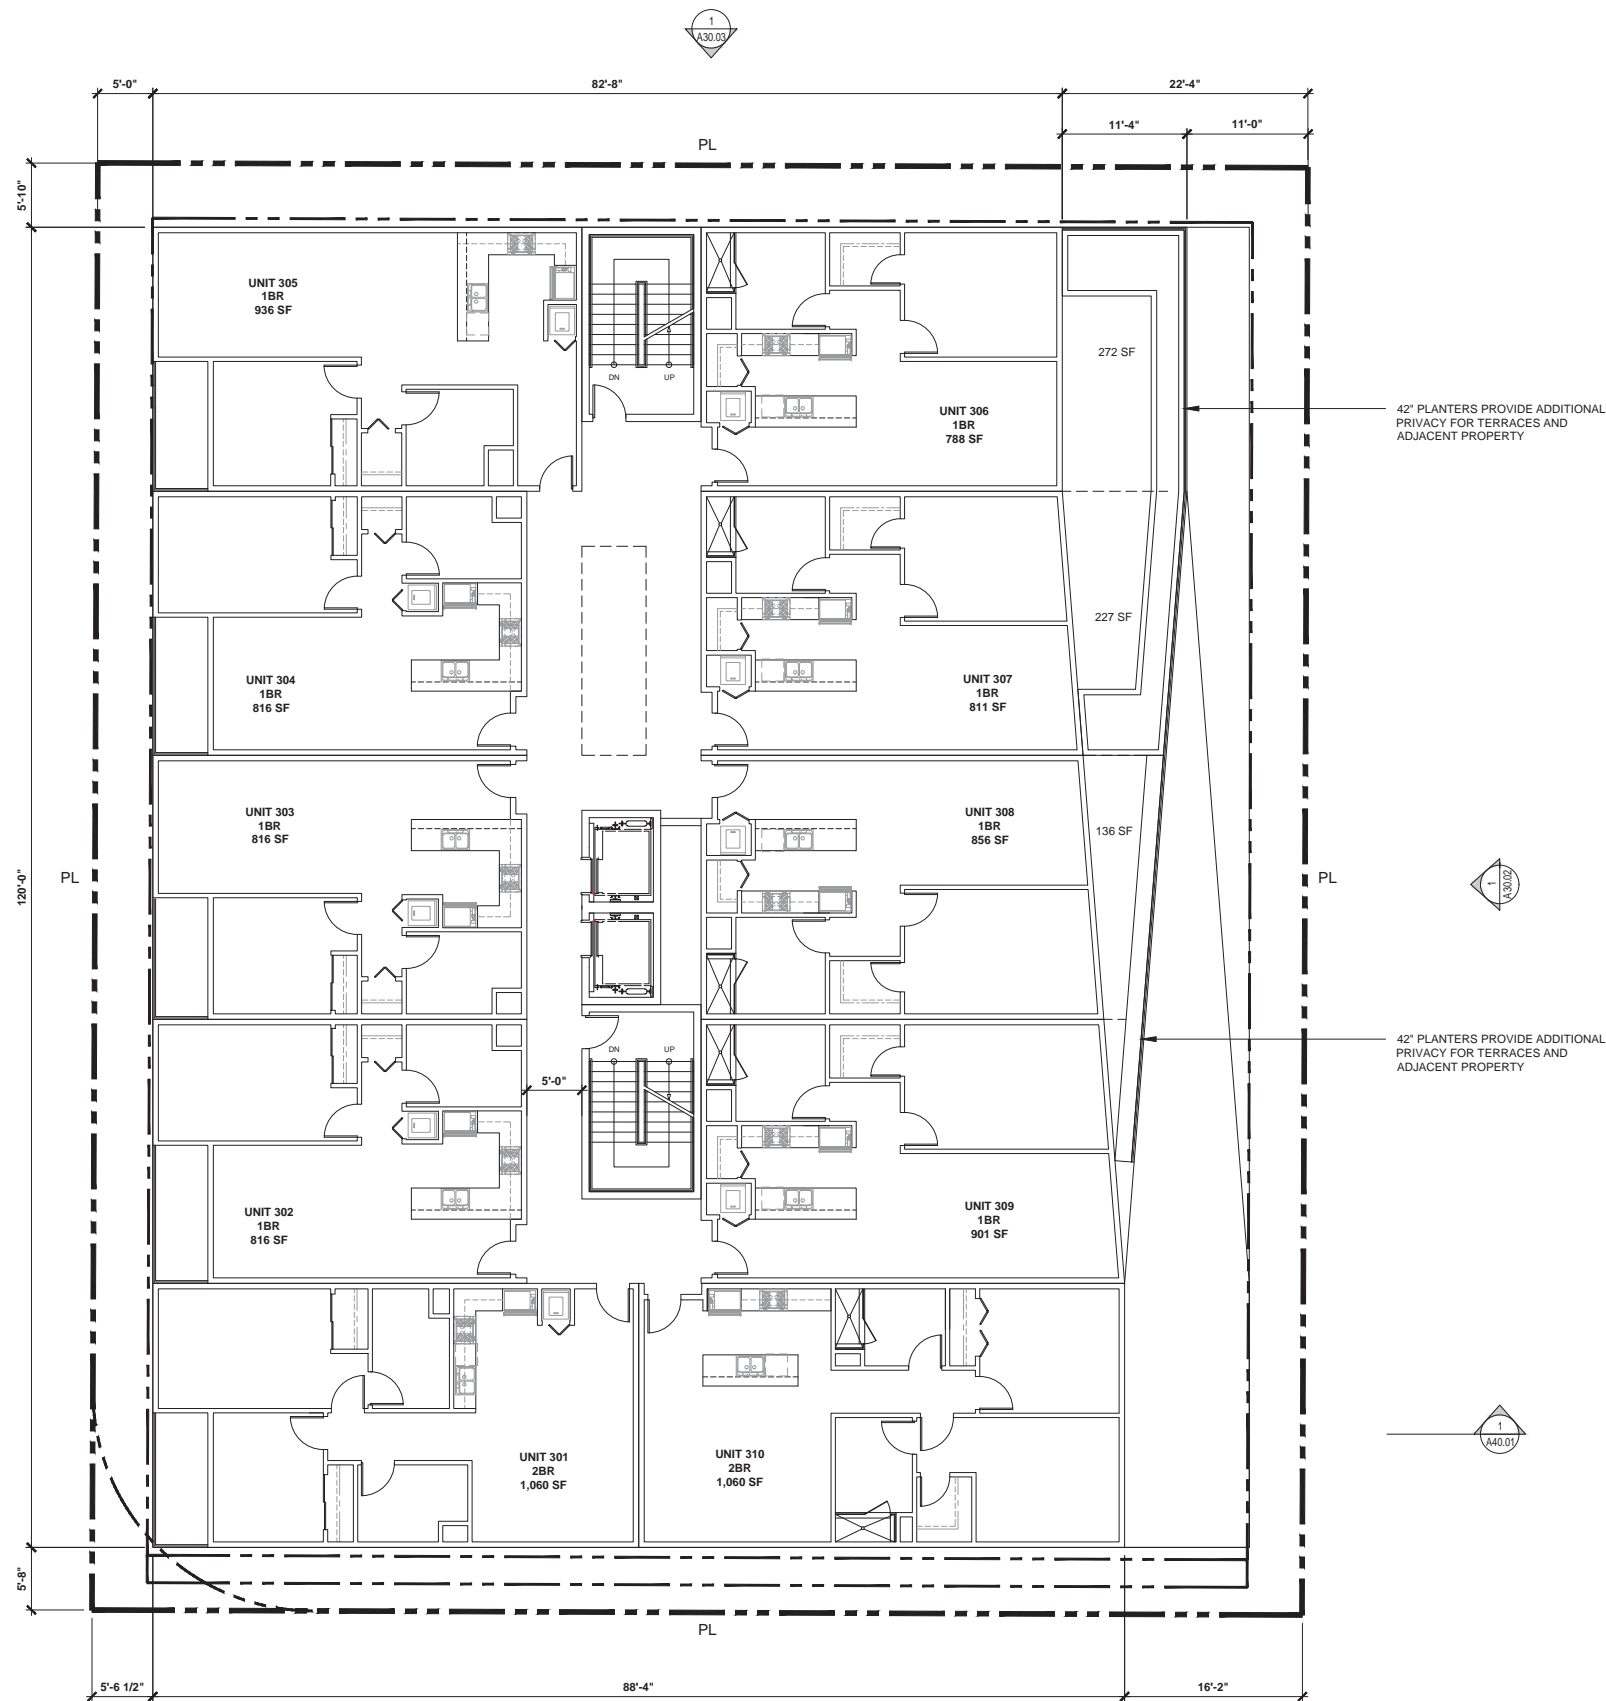 1
A30.03
5'-0"
82'-8"
22'-4"
11'-4"
11'-0"
PL
5'-10"
UNIT 305
1BR
936 SF
DN
UP
272 SF
UNIT 306
1BR
788 SF
42" PLANTERS PROVIDE ADDITIONAL
PRIVACY FOR TERRACES AND
ADJACENT PROPERTY
227 SF
UNIT 304
1BR
816 SF
UNIT 307
1BR
811 SF
UNIT 303
1BR
816 SF
UNIT 308
1BR
856 SF
136 SF
120'-0"
PL
PL
1
A30.02
DN
UP
5'-0"
42" PLANTERS PROVIDE ADDITIONAL
PRIVACY FOR TERRACES AND
ADJACENT PROPERTY
UNIT 302
1BR
816 SF
UNIT 309
1BR
901 SF
UNIT 301
2BR
1,060 SF
UNIT 310
2BR
1,060 SF
1
A40.01
5'-8"
PL
5'-6 1/2"
88'-4"
16'-2"